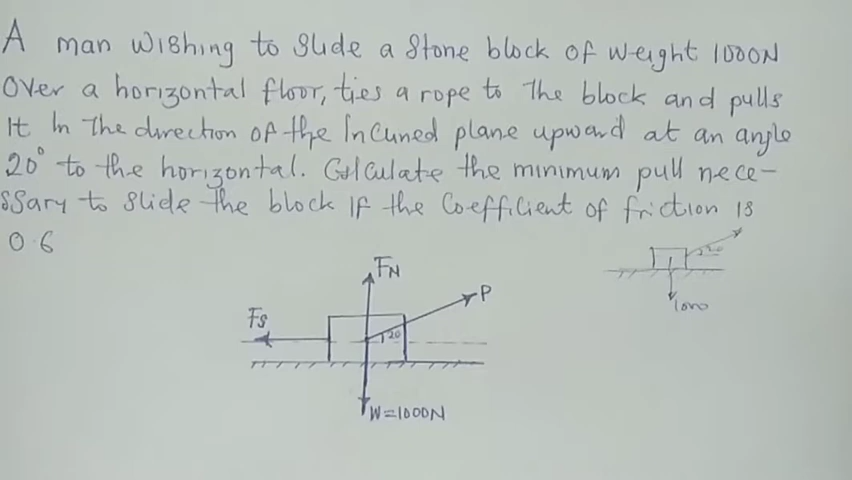 A man wishing to slide a stone block of weight 1000N
Over a horizontal floor, ties a rope to the block and pulls
It In The direction of the Incuned plane upward at an angle
20° to the horizontal. Calculate the minimum pull nece-
ssary to slide the block If the Coefficient of friction is
0.6
20
1000
FN
P
Fs
20
W=1000N